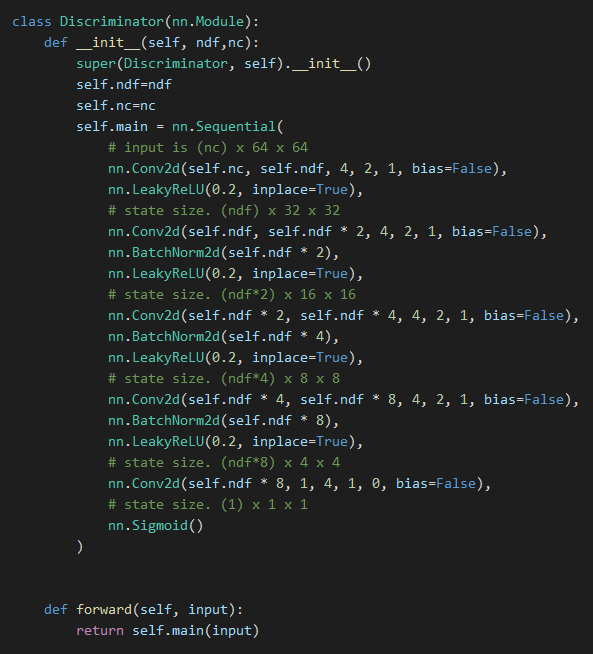 class Discriminator(nn.Module):
    def __init__(self, ndf,nc):
        super(Discriminator, self).__init__()
        self.ndf=ndf
        self.nc=nc
        self.main = nn.Sequential(
            # input is (nc) x 64 x 64
            nn.Conv2d(self.nc, self.ndf, 4, 2, 1, bias=False),
            nn.LeakyReLU(0.2, inplace=True),
            # state size. (ndf) x 32 x 32
            nn.Conv2d(self.ndf, self.ndf * 2, 4, 2, 1, bias=False),
            nn.BatchNorm2d(self.ndf * 2),
            nn.LeakyReLU(0.2, inplace=True),
            # state size. (ndf*2) x 16 x 16
            nn.Conv2d(self.ndf * 2, self.ndf * 4, 4, 2, 1, bias=False),
            nn.BatchNorm2d(self.ndf * 4),
            nn.LeakyReLU(0.2, inplace=True),
            # state size. (ndf*4) x 8 x 8
            nn.Conv2d(self.ndf * 4, self.ndf * 8, 4, 2, 1, bias=False),
            nn.BatchNorm2d(self.ndf * 8),
            nn.LeakyReLU(0.2, inplace=True),
            # state size. (ndf*8) x 4 x 4
            nn.Conv2d(self.ndf * 8, 1, 4, 1, 0, bias=False),
            # state size. (1) x 1 x 1
            nn.Sigmoid()
        )
    def forward(self, input):
        return self.main(input)